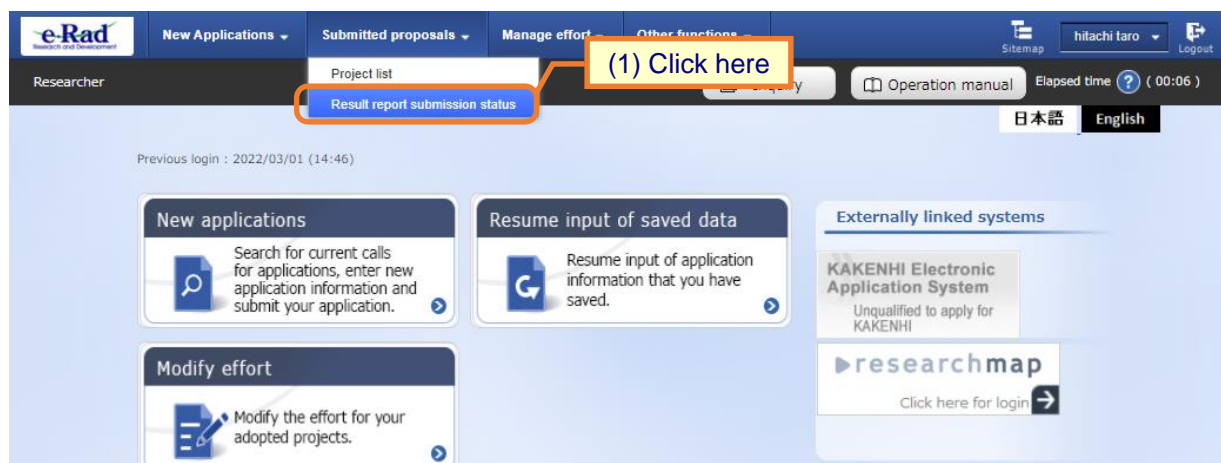 e-Rad
Research and Development
New Applications
Submitted proposals
Manage effort
Other functions
Sitemap
hitachi taro
Logout
(1) Click here
Researcher
Project list
Result report submission status
Operation manual
Elapsed time ? ( 00:06 )
日本語
English
Previous login : 2022/03/01 (14:46)
New applications
Search for current calls
for applications, enter new
application information and
submit your application.
Resume input of saved data
Resume input of application
information that you have
saved.
Modify effort
Modify the effort for your
adopted projects.
Externally linked systems
KAKENHI Electronic
Application System
Unqualified to apply for
KAKENHI
researchmap
Click here for login